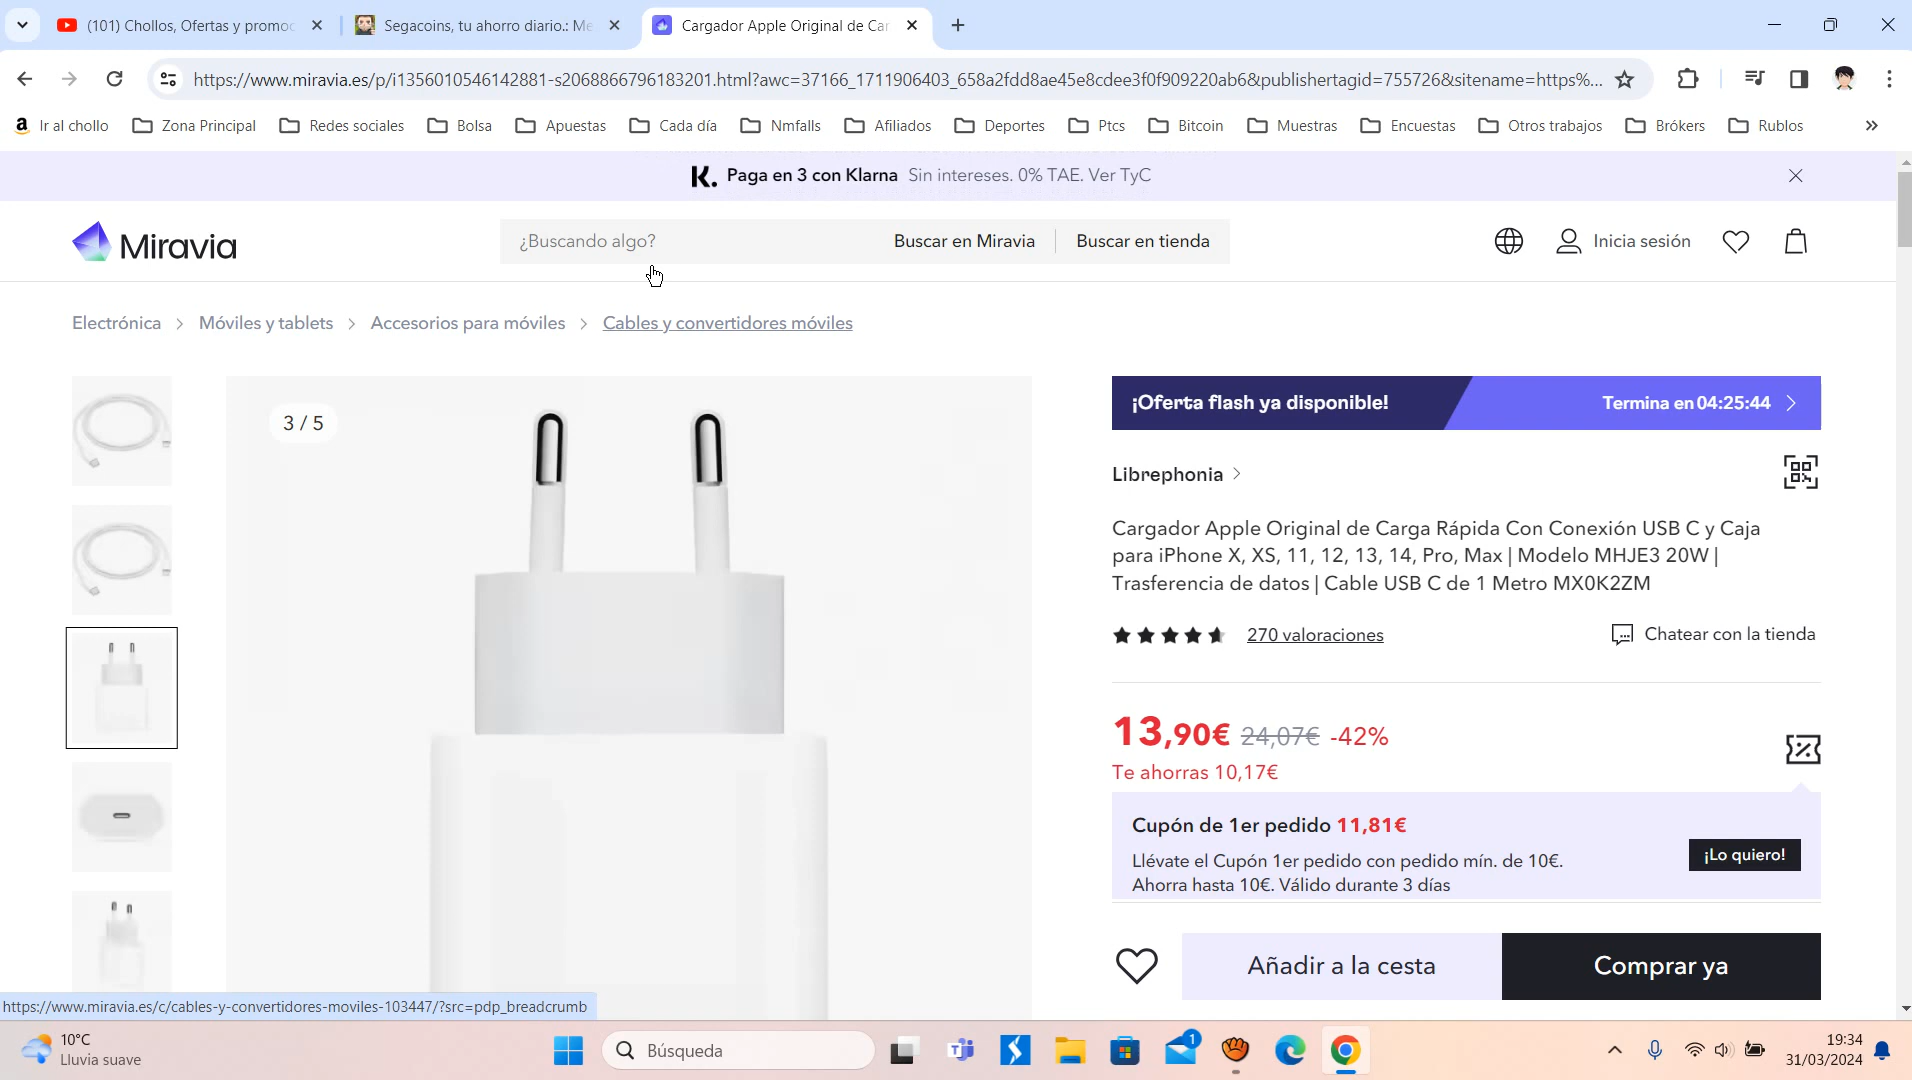 (101) Chollos, Ofertas y promoc
Segacoins, tu ahorro diario.: Me
Cargador Apple Original de Car
https://www.miravia.es/p/i1356010546142881-s2068866796183201.html?awc=37166_1711906403_658a2fdd8ae45e8cdee3f0f909220ab6&publishertagid=755726&sitename=https%...
Ir al chollo
Zona Principal
Redes sociales
Bolsa
Apuestas
Cada día
Nmfalls
Afiliados
Deportes
Ptcs
Bitcoin
Muestras
Encuestas
Otros trabajos
Brókers
Rublos
K. Paga en 3 con Klarna Sin intereses. 0% TAE. Ver TyC
Miravia
¿Buscando algo?
Buscar en Miravia
Buscar en tienda
Inicia sesión
Electrónica > Móviles y tablets > Accesorios para móviles > Cables y convertidores móviles
3 / 5
¡Oferta flash ya disponible!
Termina en 04:25:44
Librephonia
Cargador Apple Original de Carga Rápida Con Conexión USB C y Caja
para iPhone X, XS, 11, 12, 13, 14, Pro, Max | Modelo MHJE3 20W |
Trasferencia de datos | Cable USB C de 1 Metro MX0K2ZM
270 valoraciones
Chatear con la tienda
13,90€ 24,07€ -42%
Te ahorras 10,17€
Cupón de 1er pedido 11,81€
Llévate el Cupón 1er pedido con pedido mín. de 10€.
Ahorra hasta 10€. Válido durante 3 días
¡Lo quiero!
Añadir a la cesta
Comprar ya
https://www.miravia.es/c/cables-y-convertidores-moviles-103447/?src=pdp_breadcrumb
10°C
Lluvia suave
Búsqueda
1
19:34
31/03/2024